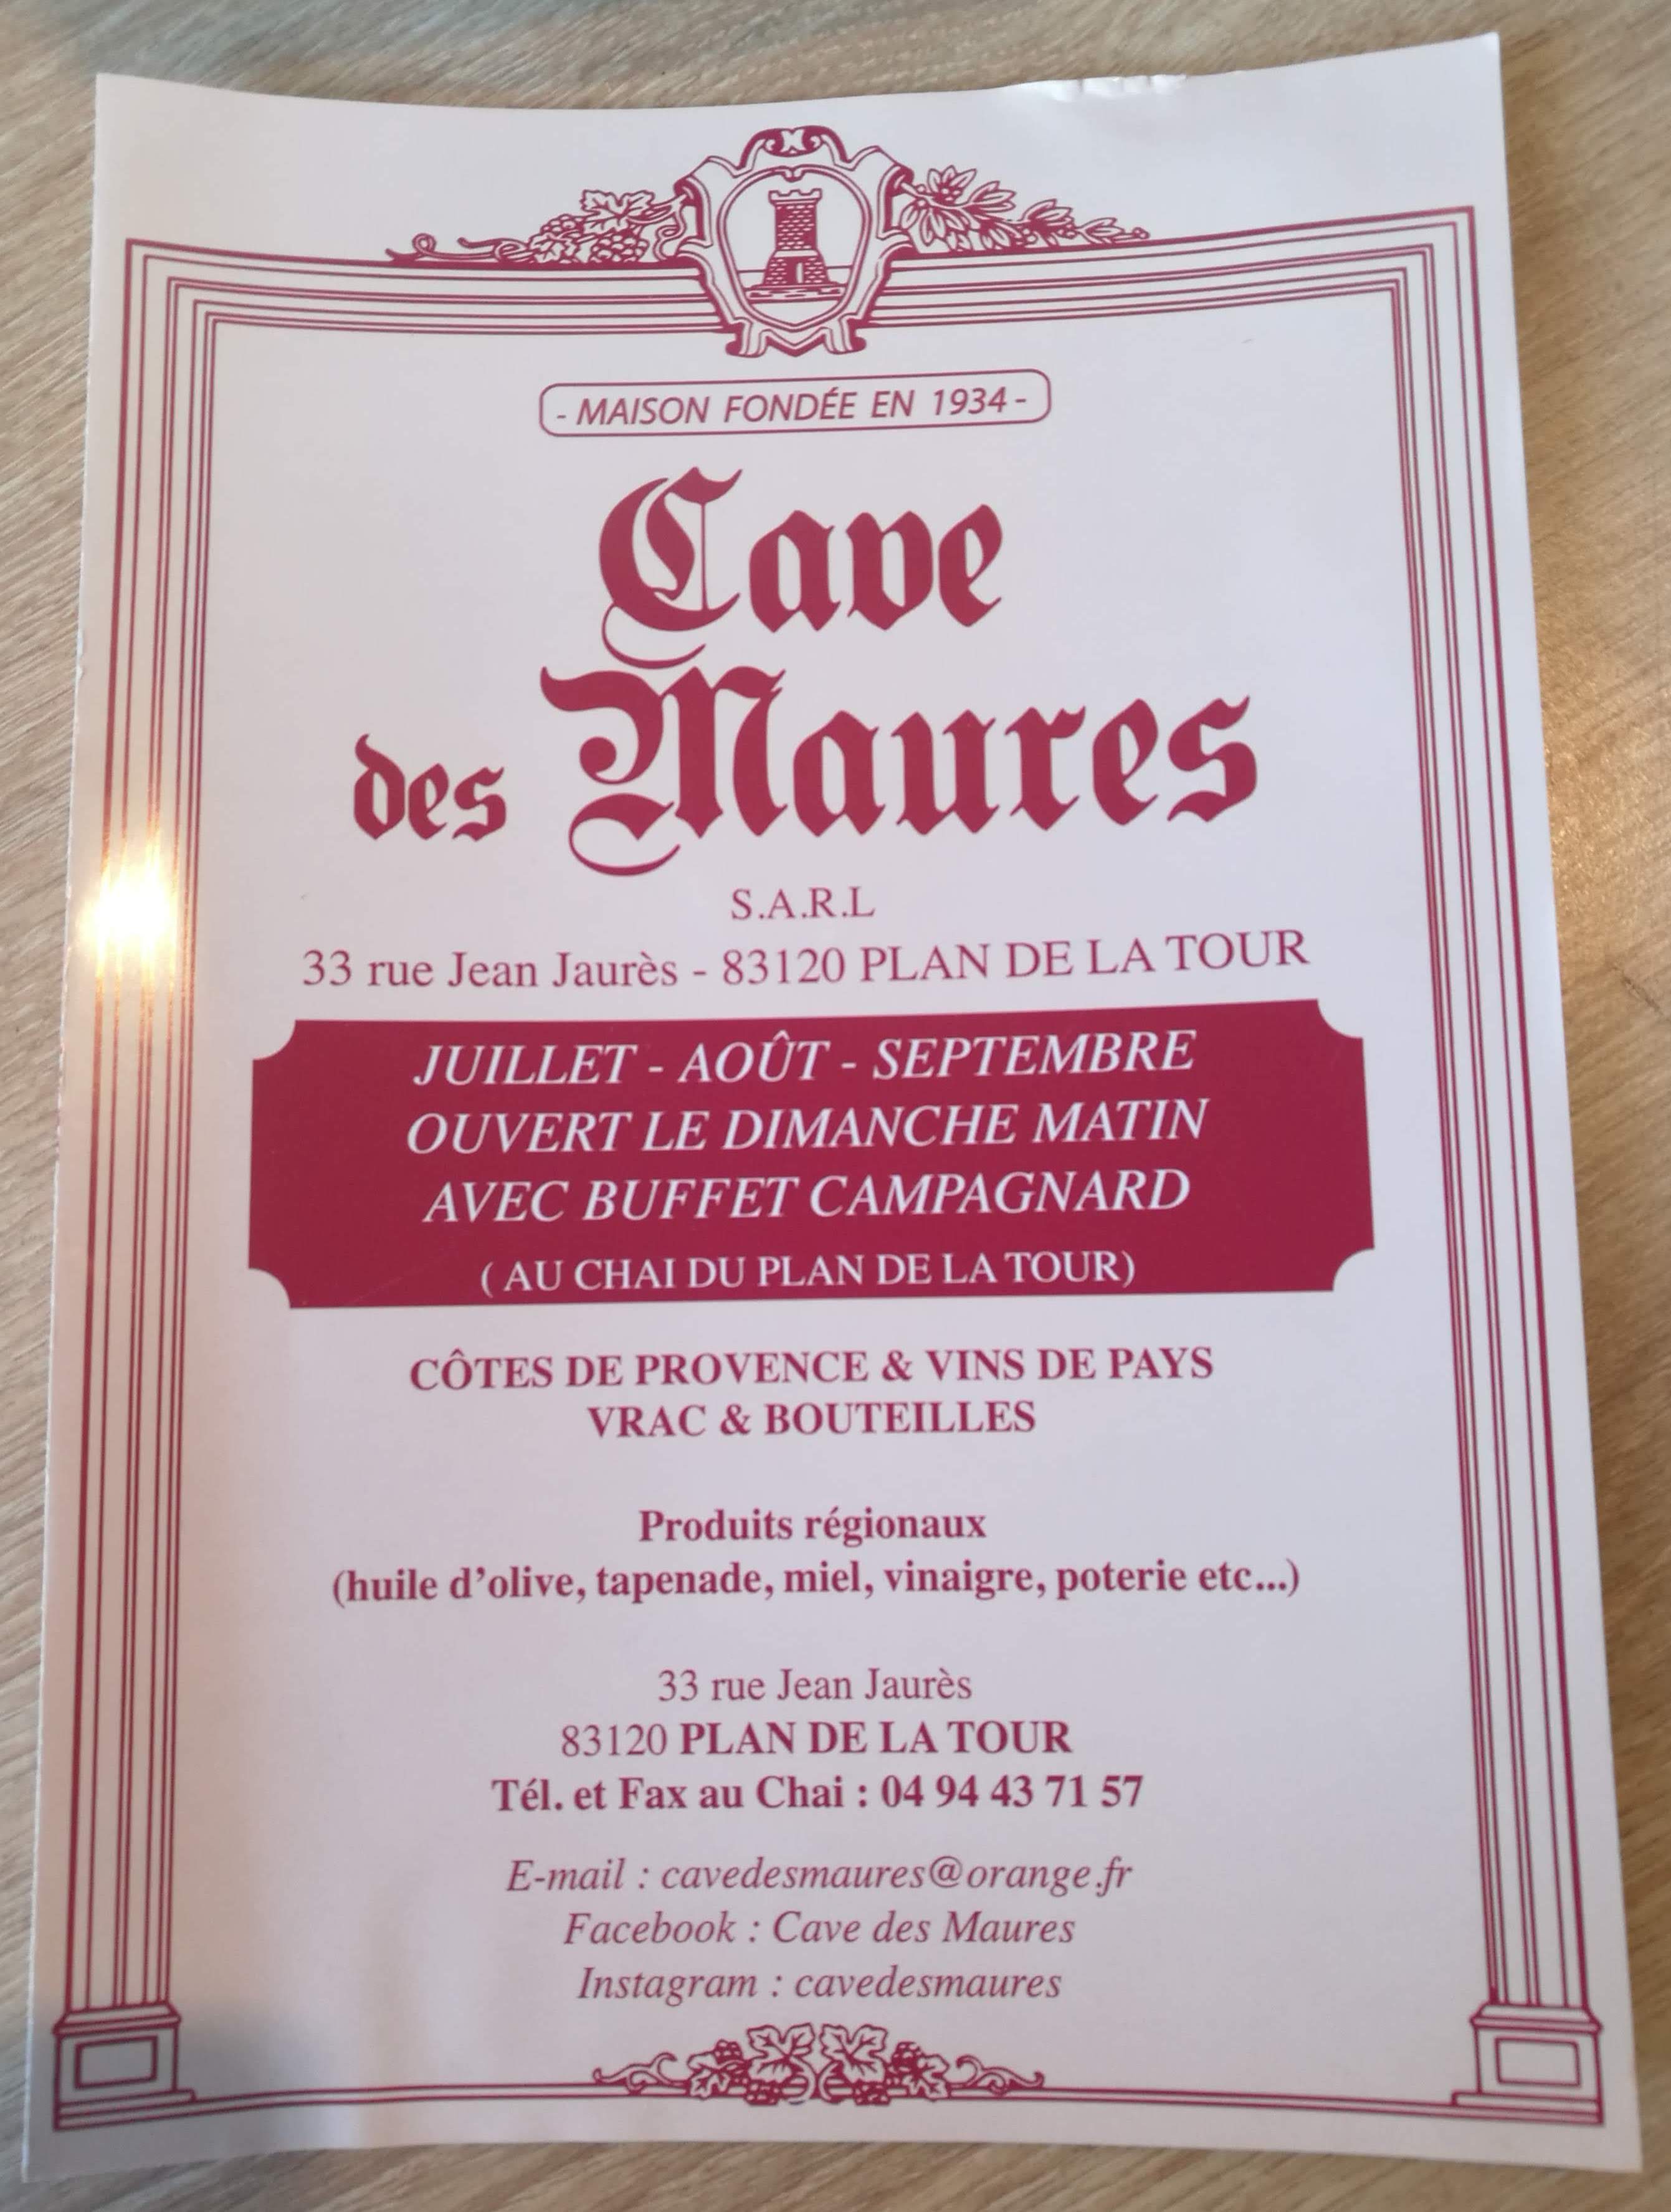 - MAISON FONDÉE EN 1934 -
Cave
des Maures
S.A.R.L
33 rue Jean Jaurès - 83120 PLAN DE LA TOUR
JUILLET - AOÛT - SEPTEMBRE
OUVERT LE DIMANCHE MATIN
AVEC BUFFET CAMPAGNARD
( AU CHAI DU PLAN DE LA TOUR)
CÔTES DE PROVENCE & VINS DE PAYS
VRAC & BOUTEILLES
Produits régionaux
(huile d'olive, tapenade, miel, vinaigre, poterie etc...)
33 rue Jean Jaurès
83120 PLAN DE LA TOUR
Tél. et Fax au Chai : 04 94 43 71 57
E-mail : cavedesmaures@orange.fr
Facebook : Cave des Maures
Instagram : cavedesmaures